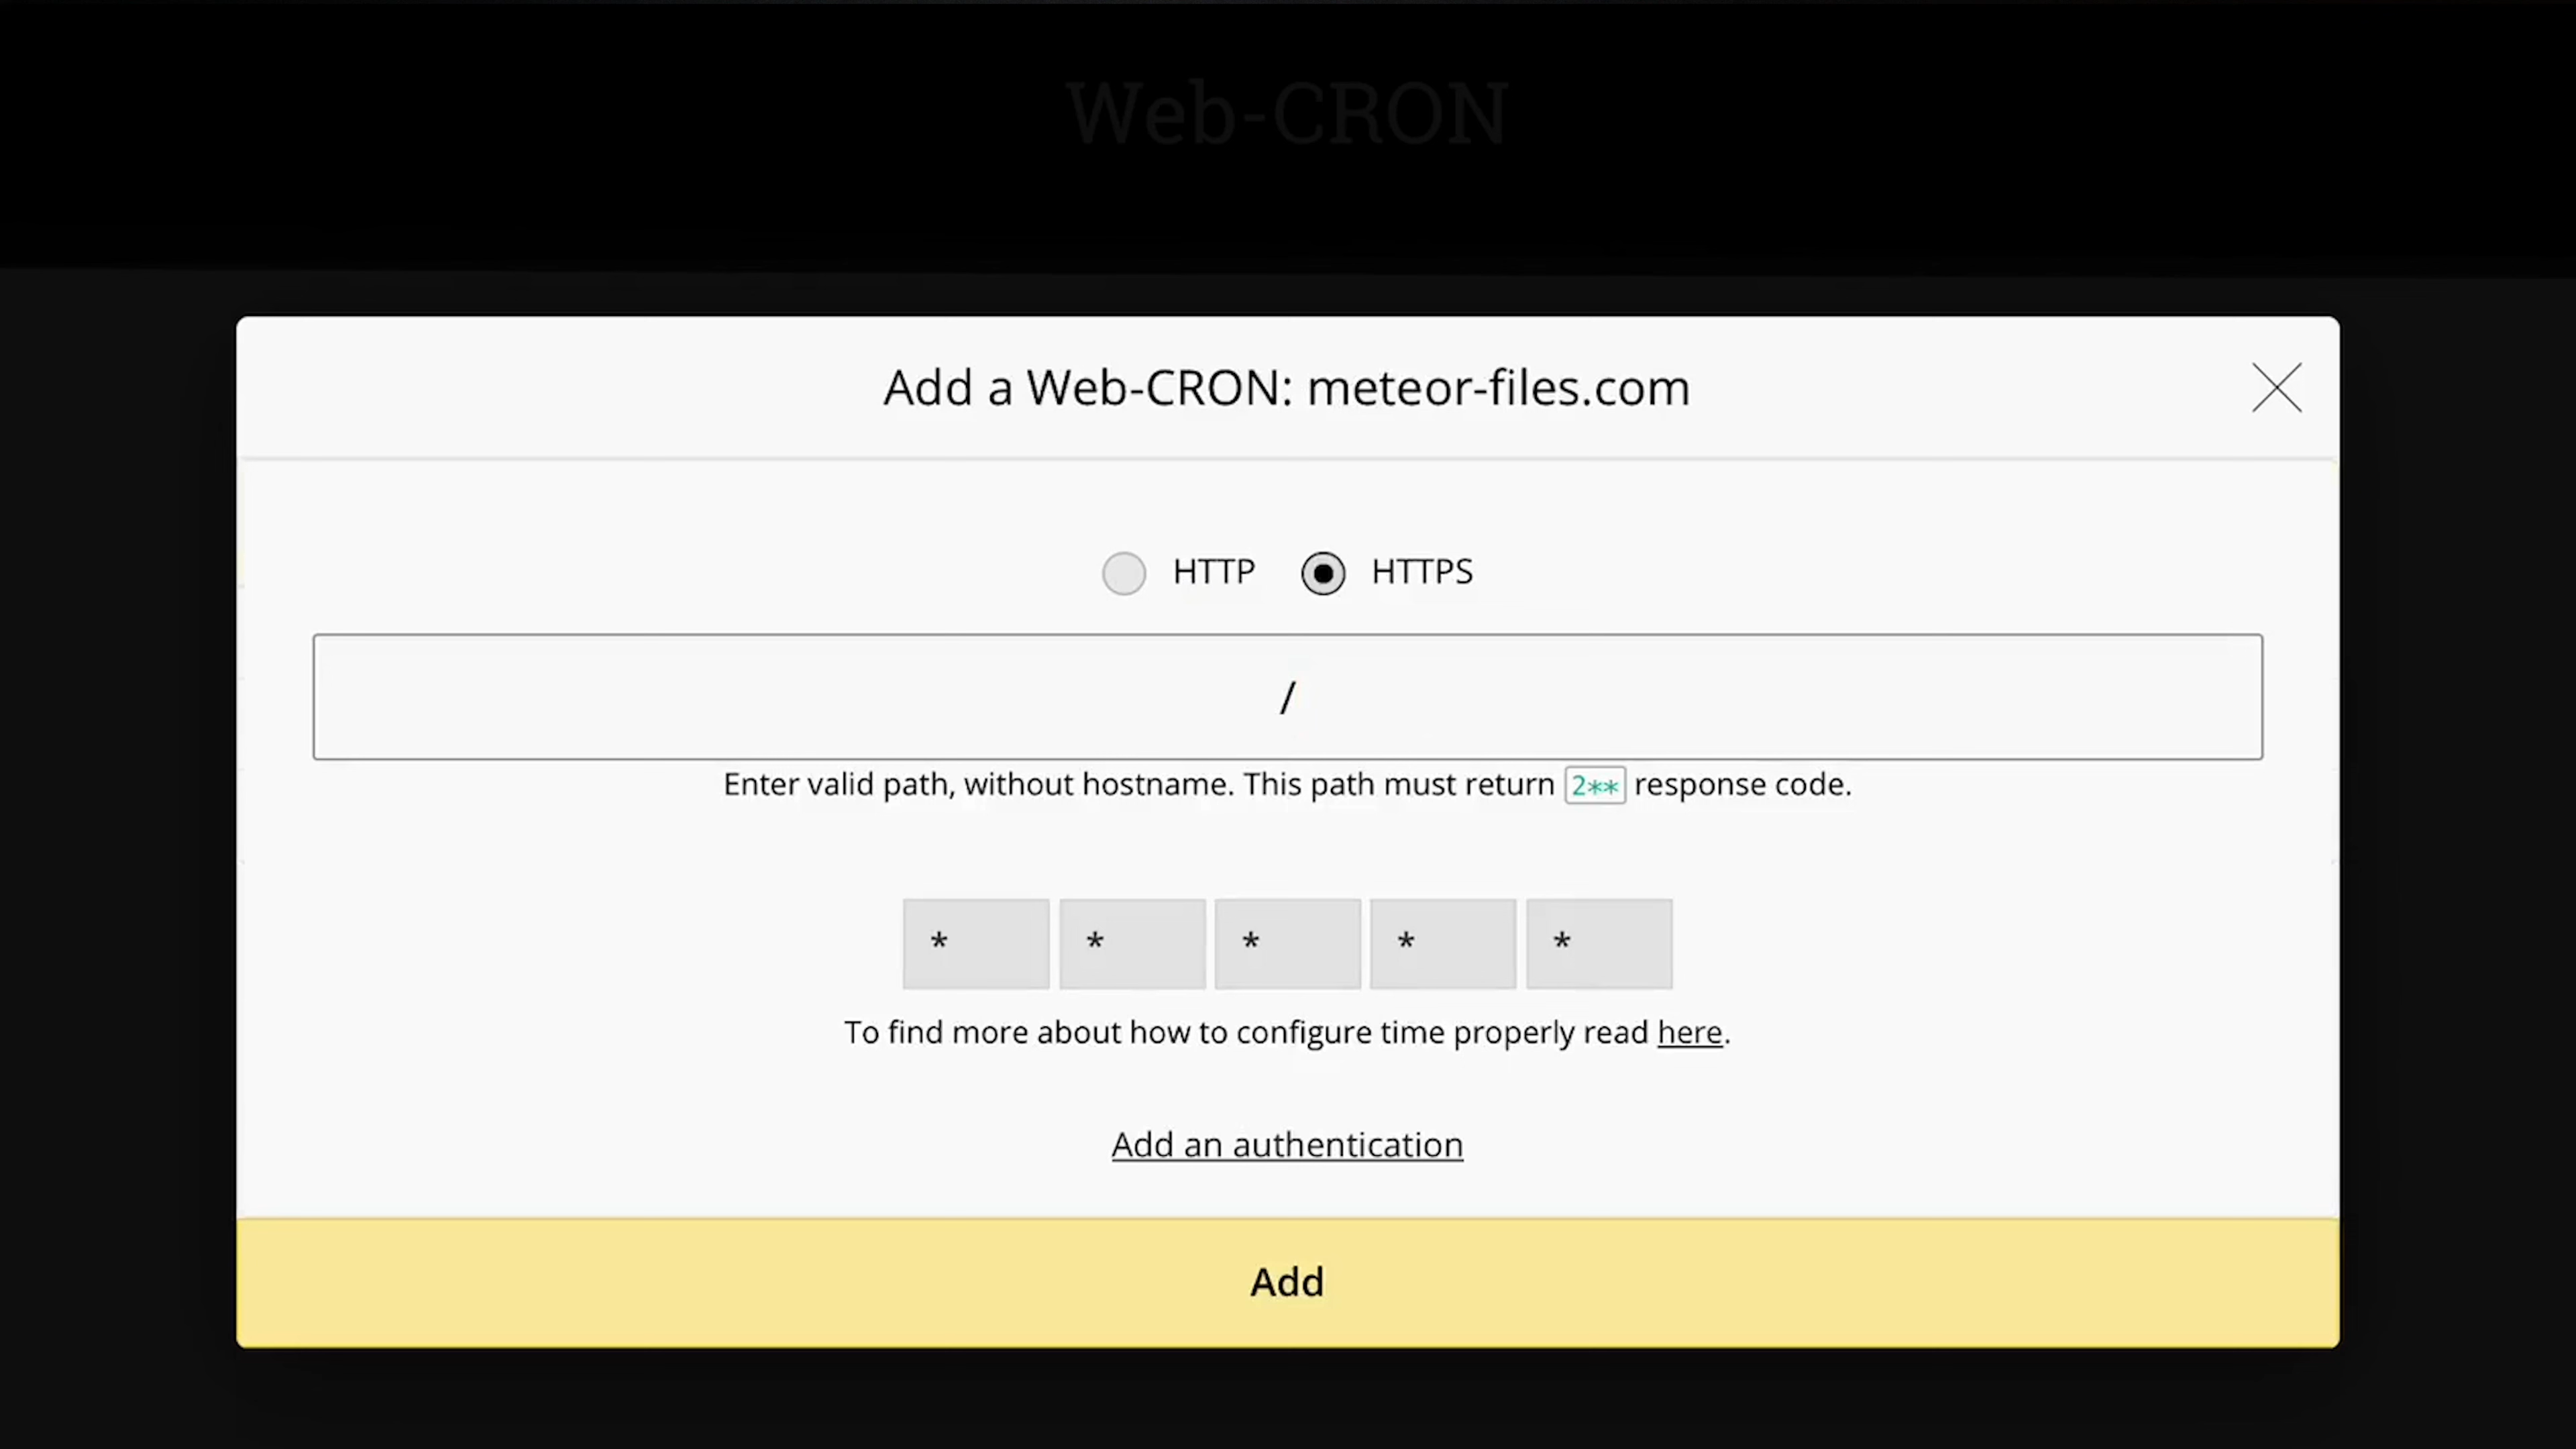 Web-CRON
Add a Web-CRON: meteor-files.com
HTTP HTTPS
/
Enter valid path, without hostname. This path must return 2** response code.
* * * * *
To find more about how to configure time properly read here.
Add an authentication
Add